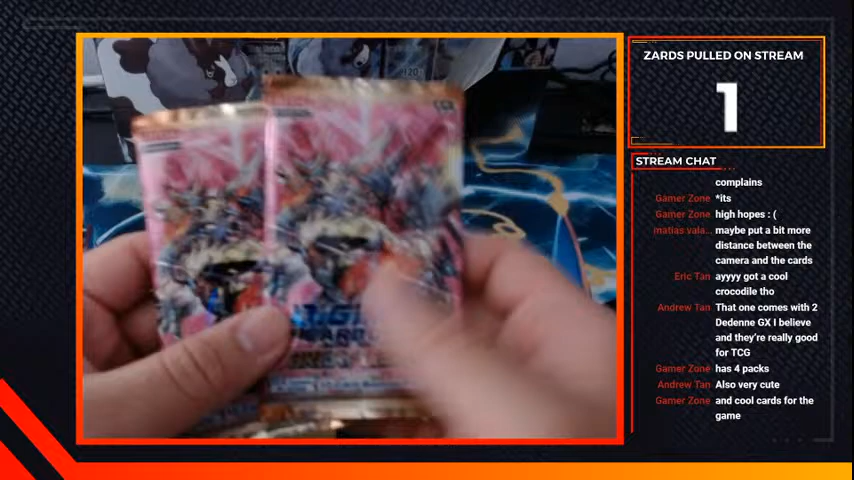 ZARDS PULLED ON STREAM
1
STREAM CHAT
complains
Gamer Zone *its
Gamer Zone high hopes : (
matias vala... maybe put a bit more
distance between the
camera and the cards
Eric Tan ayyyy got a cool
crocodile tho
Andrew Tan That one comes with 2
Dedenne GX I believe
and they're really good
for TCG
Gamer Zone has 4 packs
Andrew Tan Also very cute
Gamer Zone and cool cards for the
game